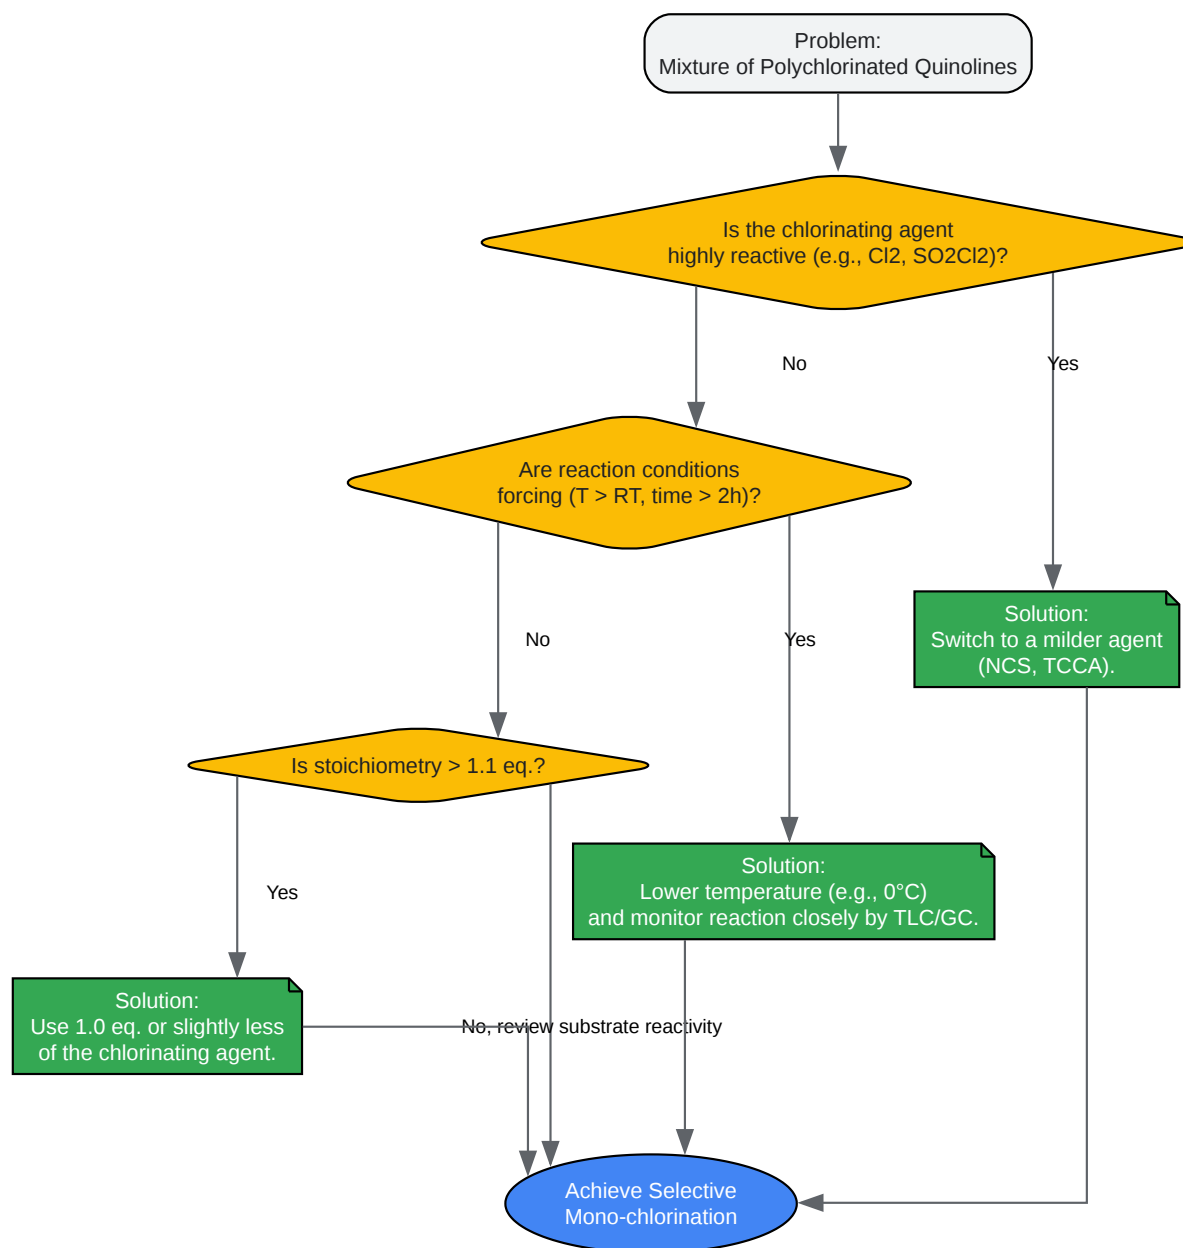 Problem:
Mixture of Polychlorinated Quinolines
Is the chlorinating agent
highly reactive (e.g., Cl2, SO2Cl2)?
No
Yes
Are reaction conditions
forcing (T > RT, time > 2h)?
No
Yes
Solution:
Switch to a milder agent
(NCS, TCCA).
Is stoichiometry > 1.1 eq.?
Yes
Solution:
Lower temperature (e.g., 0°C)
and monitor reaction closely by TLC/GC.
Solution:
Use 1.0 eq. or slightly less
of the chlorinating agent.
No, review substrate reactivity
Achieve Selective
Mono-chlorination